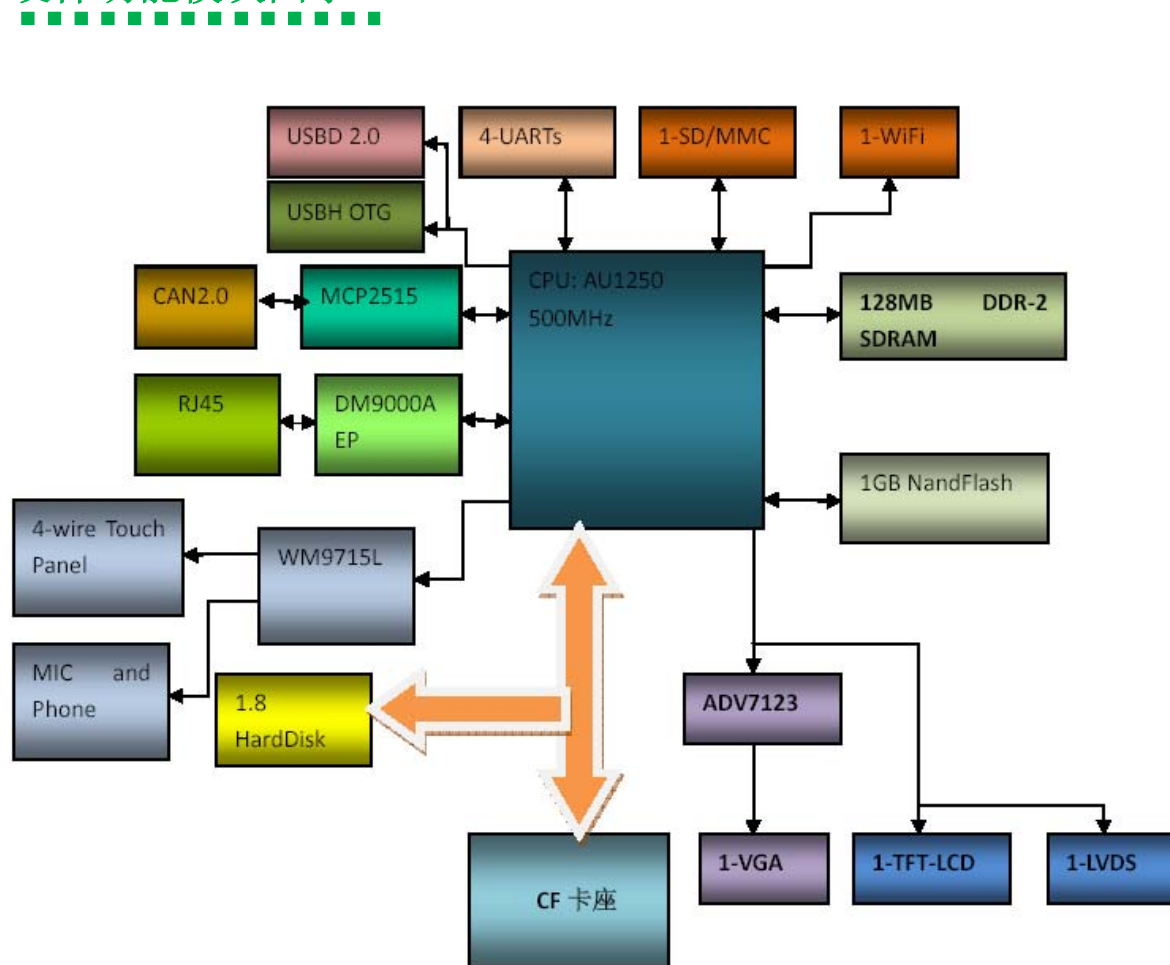 USBD 2.0
4-UARTs
1-SD/MMC
1-WiFi
USBH OTG
CPU: AU1250
500MHz
CAN2.0
MCP2515
128MB DDR-2
SDRAM
RJ45
DM9000A
EP
1GB NandFlash
4-wire Touch
Panel
WM9715L
MIC and
Phone
1.8
HardDisk
ADV7123
1-VGA
1-TFT-LCD
1-LVDS
CF 卡座